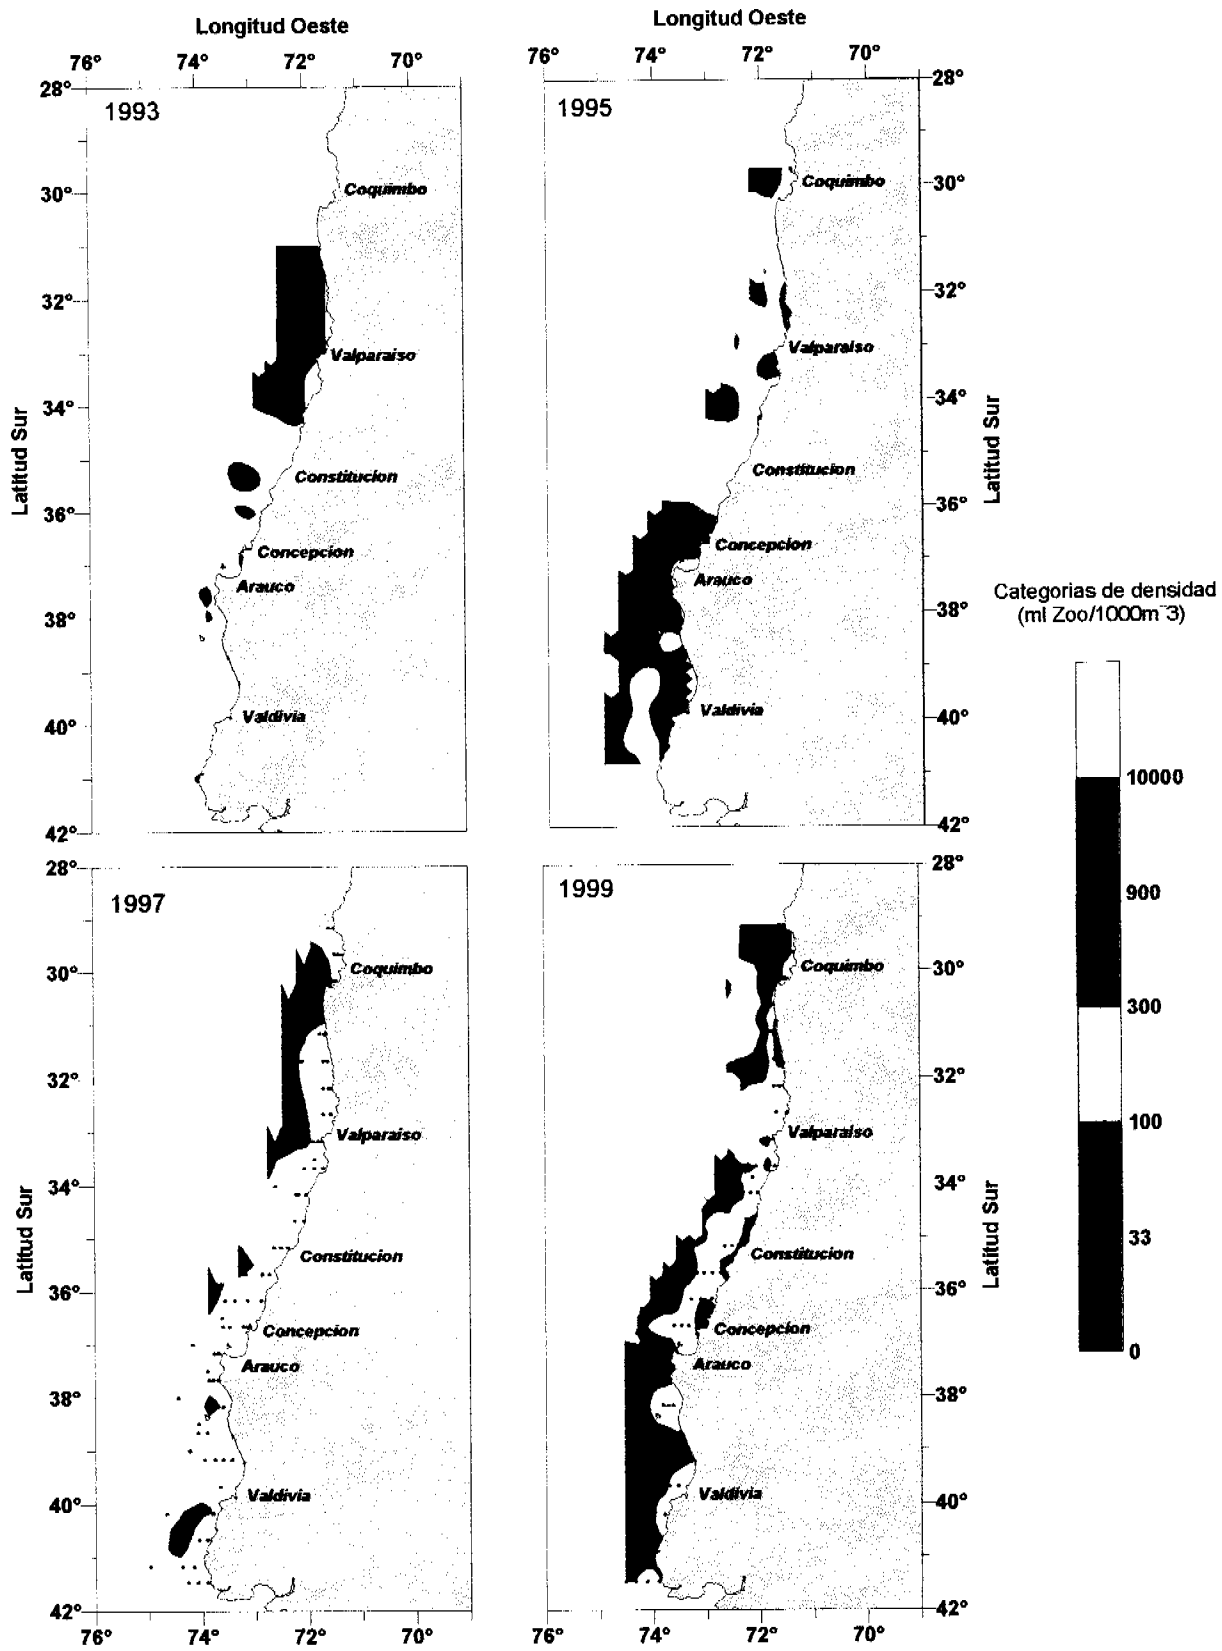 Longitud Oeste
76° 74° 72° 70°
28°
30°
32°
34°
36°
38°
40°
42°
Latitud Sur
1993
Coquimbo
Valparaiso
Constitucion
Concepcion
Arauco
Valdivia
Longitud Oeste
76° 74° 72° 70°
28°
30°
32°
34°
36°
38°
40°
42°
Latitud Sur
1995
Coquimbo
Valparaiso
Constitucion
Concepcion
Arauco
Valdivia
28°
30°
32°
34°
36°
38°
40°
42°
Latitud Sur
1997
Coquimbo
Valparaiso
Constitucion
Concepcion
Arauco
Valdivia
76° 74° 72° 70°
28°
30°
32°
34°
36°
38°
40°
42°
Latitud Sur
1999
Coquimbo
Valparaiso
Constitucion
Concepcion
Arauco
Valdivia
76° 74° 72° 70°
Categorias de densidad
(ml Zoo/1000m¨3)
10000
900
300
100
33
0